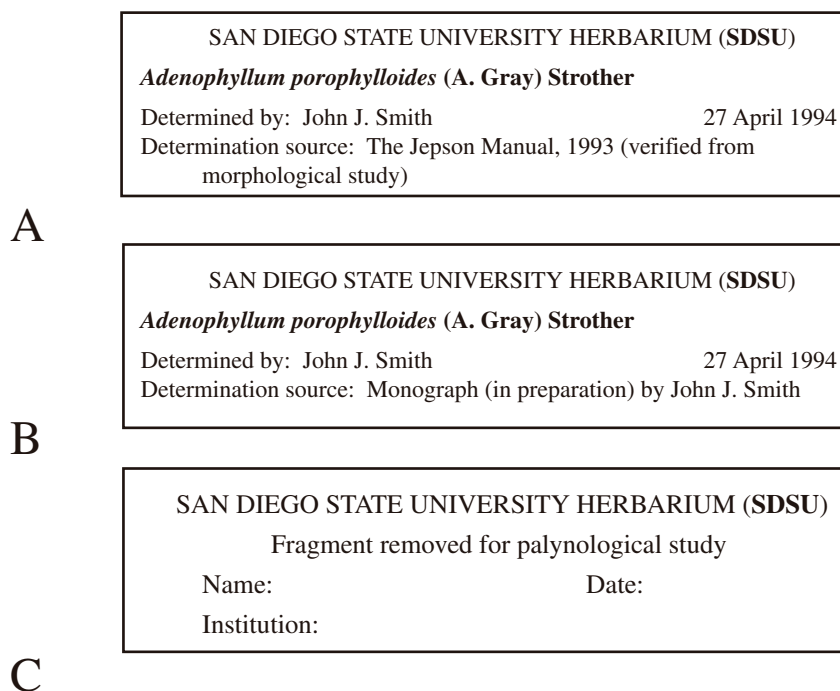 SAN DIEGO STATE UNIVERSITY HERBARIUM (SDSU)
Adenophyllum porophylloides (A. Gray) Strother
Determined by: John J. Smith 27 April 1994
Determination source: The Jepson Manual, 1993 (verified from
morphological study)
A
SAN DIEGO STATE UNIVERSITY HERBARIUM (SDSU)
Adenophyllum porophylloides (A. Gray) Strother
Determined by: John J. Smith 27 April 1994
Determination source: Monograph (in preparation) by John J. Smith
B
SAN DIEGO STATE UNIVERSITY HERBARIUM (SDSU)
Fragment removed for palynological study
Name: Date:
Institution:
C